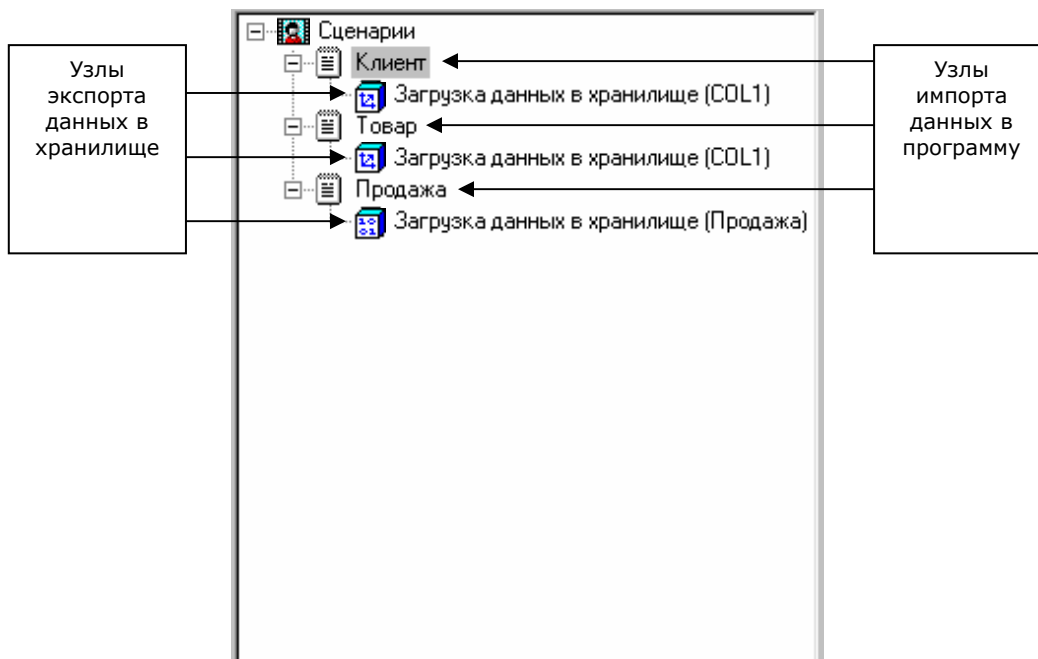 Сценарии
Клиент
Загрузка данных в хранилище (COL1)
Товар
Загрузка данных в хранилище (COL1)
Продажа
Загрузка данных в хранилище (Продажа)
Узлы
экспорта
данных в
хранилище
Узлы
импорта
данных в
программу